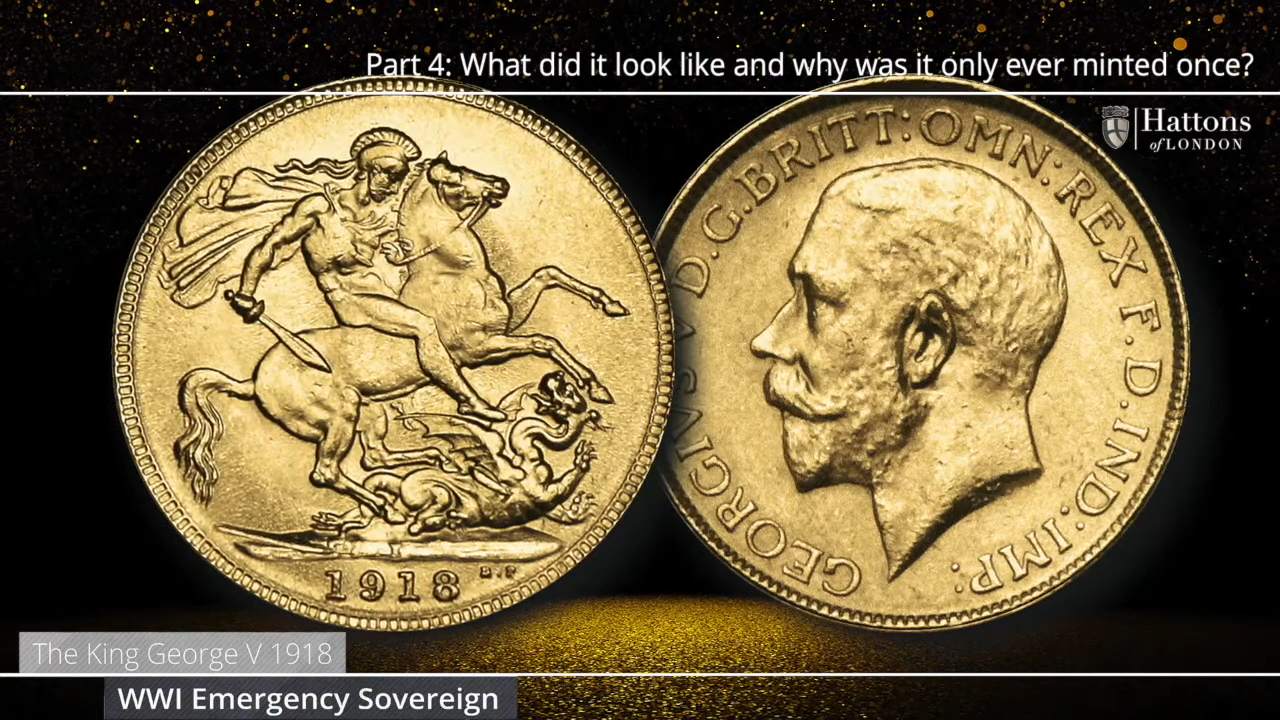 Part 4: What did it look like and why was it only ever minted once?
Hattons
of LONDON
GEORGIVS V D.G.BRITT:OMN:REX F.D.IND:IMP:
1918
B.P.
The King George V 1918
WWI Emergency Sovereign